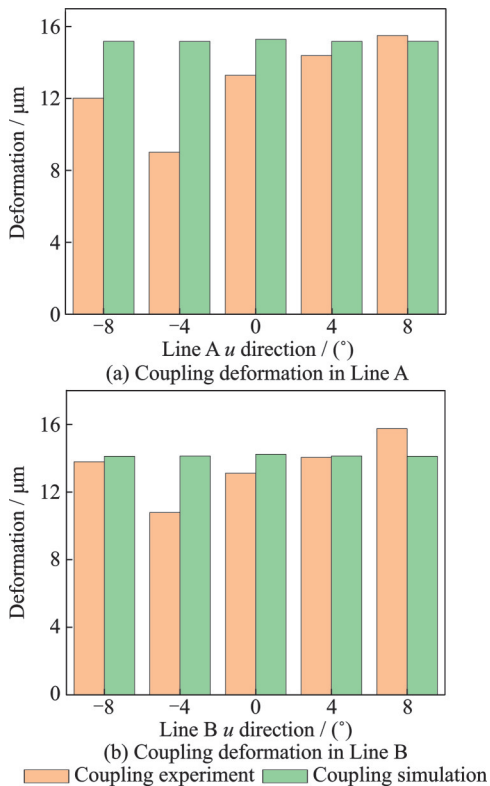 16
12
8
4
0
Deformation / μm
−8 −4 0 4 8
Line A u direction / (°)
(a) Coupling deformation in Line A
16
12
8
4
0
Deformation / μm
−8 −4 0 4 8
Line B u direction / (°)
(b) Coupling deformation in Line B
Coupling experiment Coupling simulation